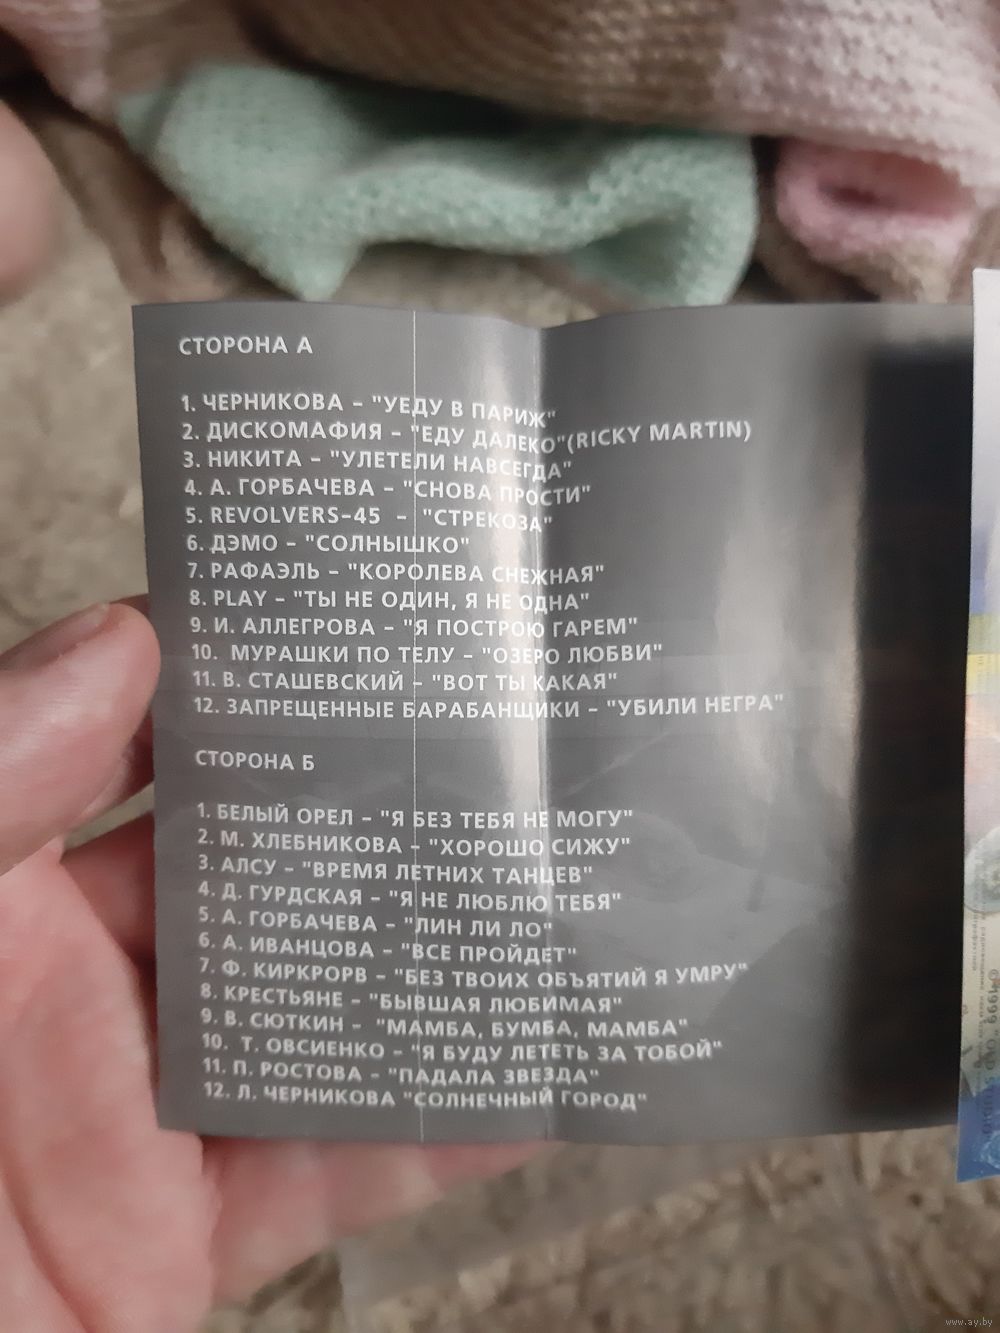 СТОРОНА А
1. ЧЕРНИКОВА – "УЕДУ В ПАРИЖ"
2. ДИСКОМАФИЯ – "ЕДУ ДАЛЕКО"(RICKY MARTIN)
3. НИКИТА – "УЛЕТЕЛИ НАВСЕГДА"
4. А. ГОРБАЧЕВА – "СНОВА ПРОСТИ"
5. REVOLVERS-45 – "СТРЕКОЗА"
6. ДЭМО – "СОЛНЫШКО"
7. РАФАЭЛЬ – "КОРОЛЕВА СНЕЖНАЯ"
8. PLAY – "ТЫ НЕ ОДИН, Я НЕ ОДНА"
9. И. АЛЛЕГРОВА – "Я ПОСТРОЮ ГАРЕМ"
10. МУРАШКИ ПО ТЕЛУ – "ОЗЕРО ЛЮБВИ"
11. В. СТАШЕВСКИЙ – "ВОТ ТЫ КАКАЯ"
12. ЗАПРЕЩЕННЫЕ БАРАБАНЩИКИ – "УБИЛИ НЕГРА"
СТОРОНА Б
1. БЕЛЫЙ ОРЕЛ – "Я БЕЗ ТЕБЯ НЕ МОГУ"
2. М. ХЛЕБНИКОВА – "ХОРОШО СИЖУ"
3. АЛСУ – "ВРЕМЯ ЛЕТНИХ ТАНЦЕВ"
4. Д. ГУРДСКАЯ – "Я НЕ ЛЮБЛЮ ТЕБЯ"
5. А. ГОРБАЧЕВА – "ЛИН ЛИ ЛО"
6. А. ИВАНЦОВА – "ВСЕ ПРОЙДЕТ"
7. Ф. КИРКРОРВ – "БЕЗ ТВОИХ ОБЪЯТИЙ Я УМРУ"
8. КРЕСТЬЯНЕ – "БЫВШАЯ ЛЮБИМАЯ"
9. В. СЮТКИН – "МАМБА, БУМБА, МАМБА"
10. Т. ОВСИЕНКО – "Я БУДУ ЛЕТЕТЬ ЗА ТОБОЙ"
11. П. РОСТОВА – "ПАДАЛА ЗВЕЗДА"
12. Л. ЧЕРНИКОВА "СОЛНЕЧНЫЙ ГОРОД"
©1999
www.ay.by